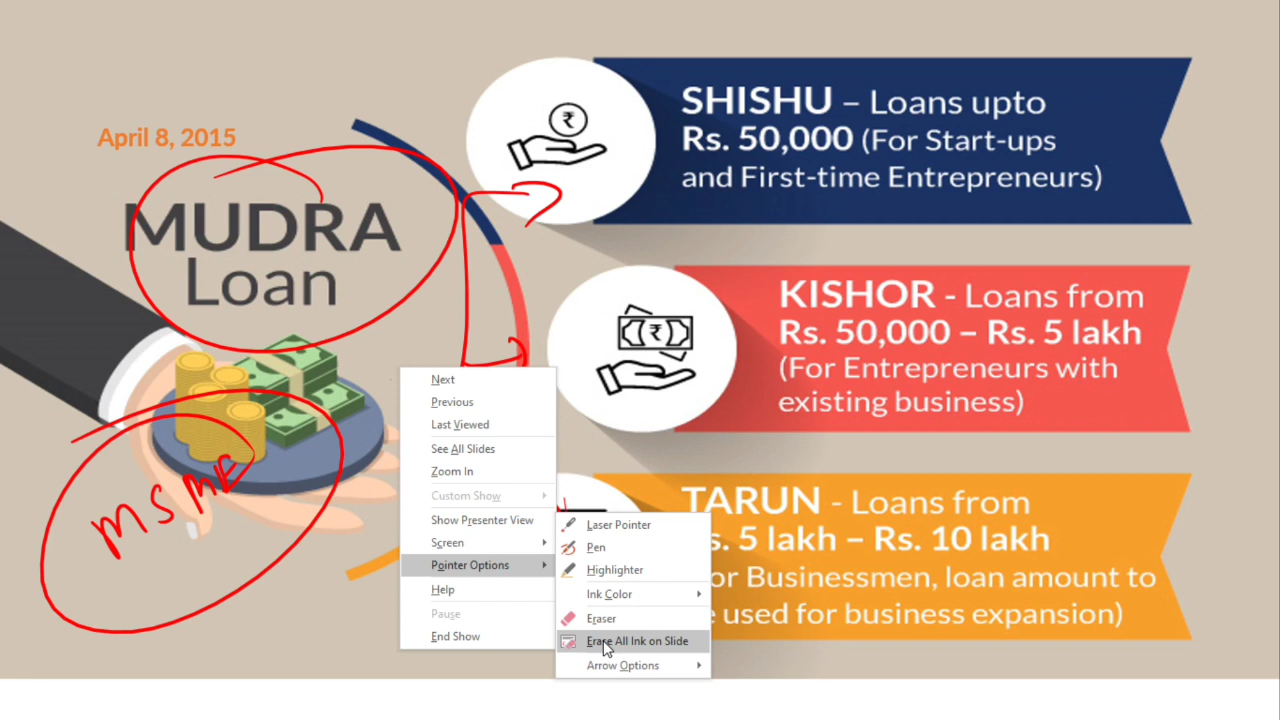 April 8, 2015
MUDRA
Loan
MSME
SHISHU – Loans upto
Rs. 50,000 (For Start-ups
and First-time Entrepreneurs)
KISHOR - Loans from
Rs. 50,000 – Rs. 5 lakh
(For Entrepreneurs with
existing business)
TARUN - Loans from
s. 5 lakh – Rs. 10 lakh
or Businessmen, loan amount to
e used for business expansion)
Next
Previous
Last Viewed
See All Slides
Zoom In
Custom Show
Show Presenter View
Screen
Pointer Options
Help
Pause
End Show
Laser Pointer
Pen
Highlighter
Ink Color
Eraser
Erase All Ink on Slide
Arrow Options